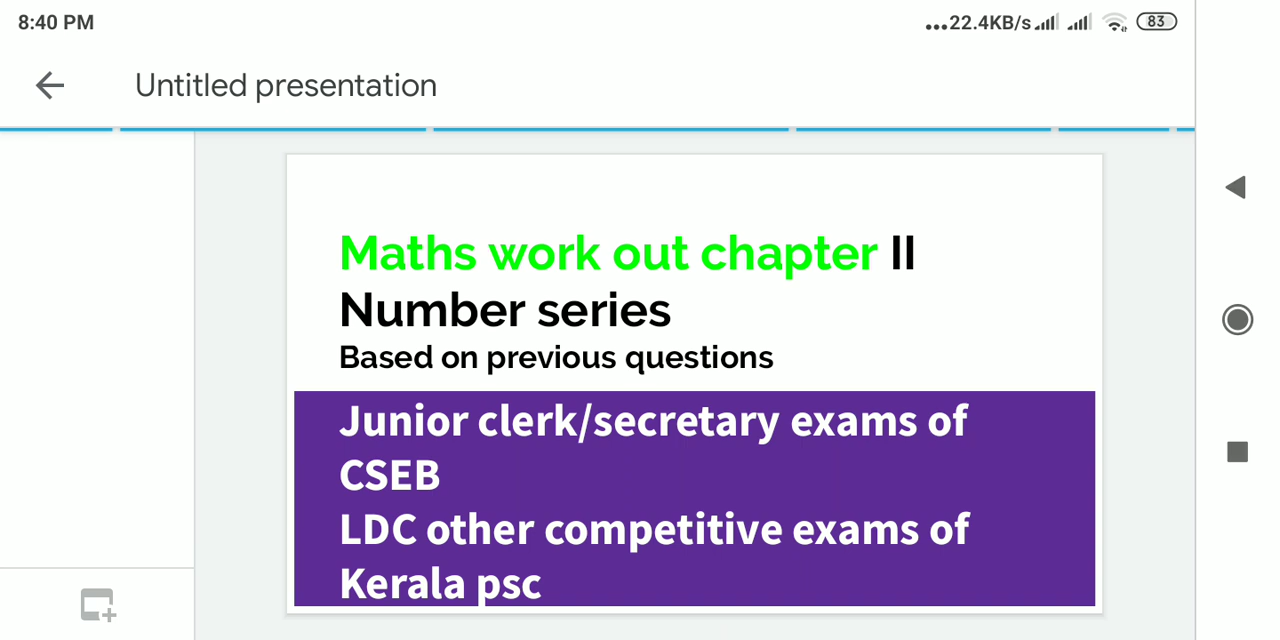 8:40 PM
...22.4KB/s
83
Untitled presentation
Maths work out chapter II
Number series
Based on previous questions
Junior clerk/secretary exams of
CSEB
LDC other competitive exams of
Kerala psc